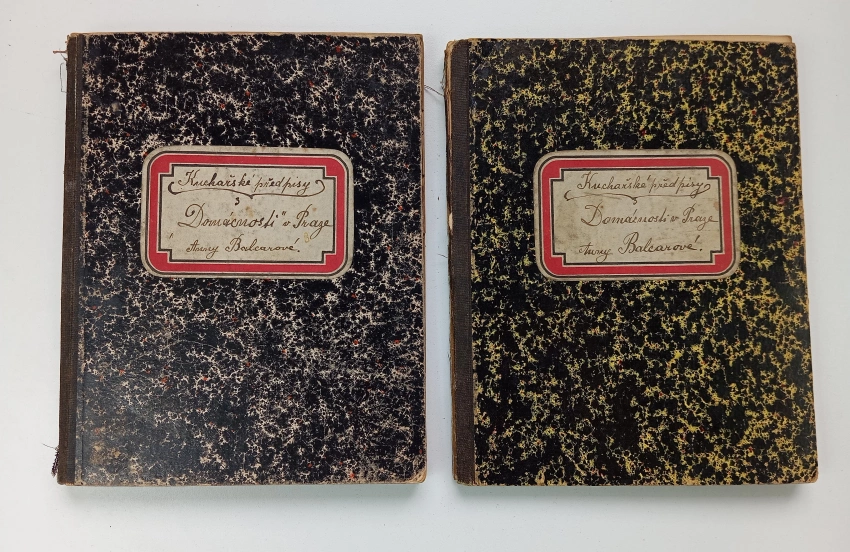 Kuchařské předpisy
z
„Domácnosti“ v Praze
Anny Balcarové.
Kuchařské předpisy
z
Domácnosti v Praze
Anny Balcarové.